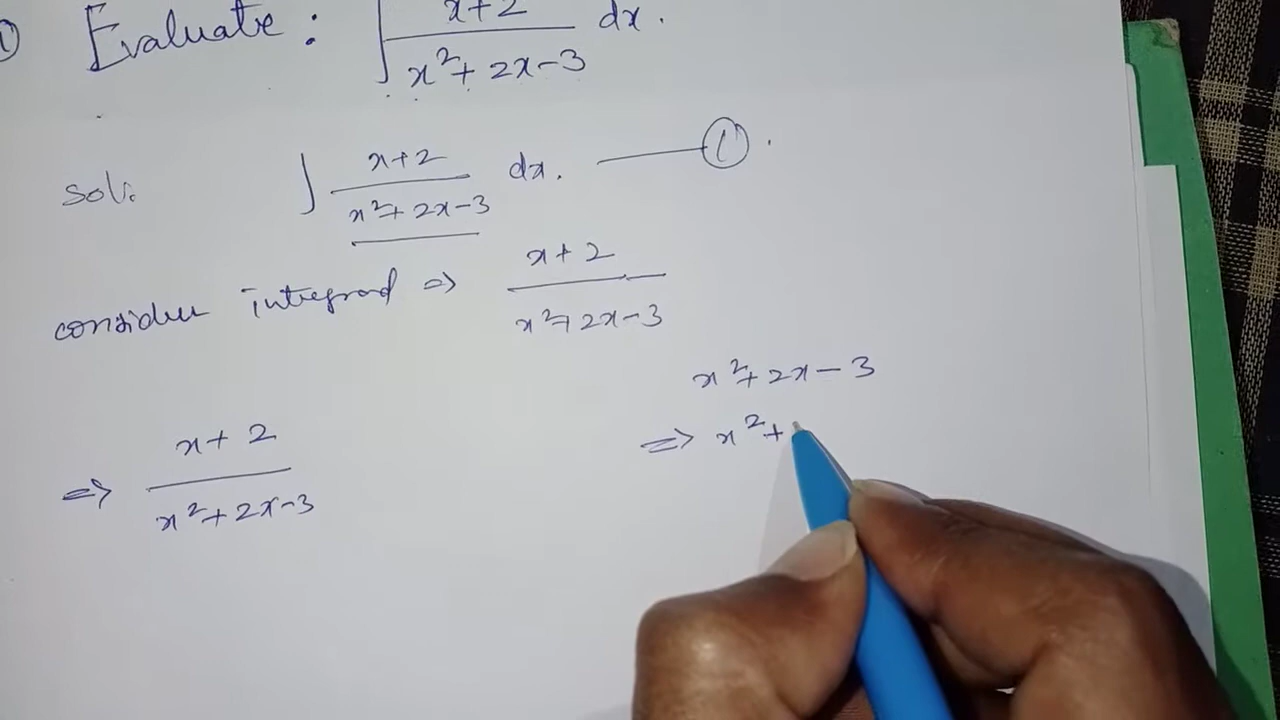 1) Evaluate : ∫ x+2 / x²+2x-3 dx.
Sol: ∫ x+2 / x²+2x-3 dx. —— ①.
consider integrad ⇒ x+2 / x²+2x-3
x²+2x-3
⇒ x+2 / x²+2x-3
⇒ x²+